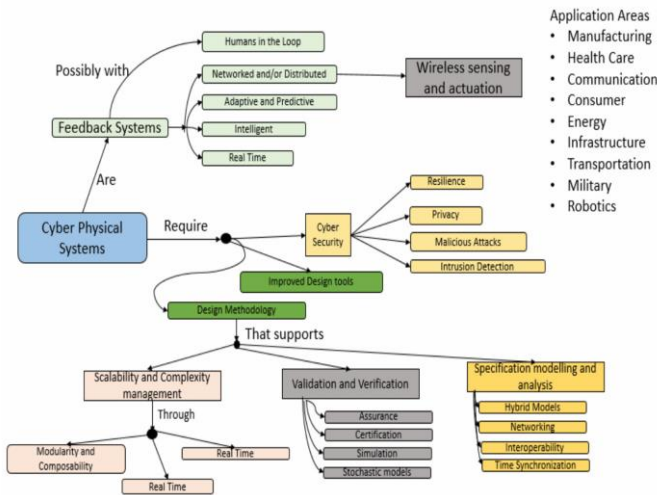 Application Areas
• Manufacturing
• Health Care
• Communication
• Consumer
• Energy
• Infrastructure
• Transportation
• Military
• Robotics
Humans in the Loop
Possibly with
Networked and/or Distributed
Wireless sensing
and actuation
Adaptive and Predictive
Feedback Systems
Intelligent
Real Time
Are
Cyber Physical
Systems
Require
Cyber
Security
Resilience
Privacy
Malicious Attacks
Intrusion Detection
Improved Design tools
Design Methodology
That supports
Scalability and Complexity
management
Through
Modularity and
Composability
Real Time
Real Time
Validation and Verification
Assurance
Certification
Simulation
Stochastic models
Specification modelling and
analysis
Hybrid Models
Networking
Interoperability
Time Synchronization